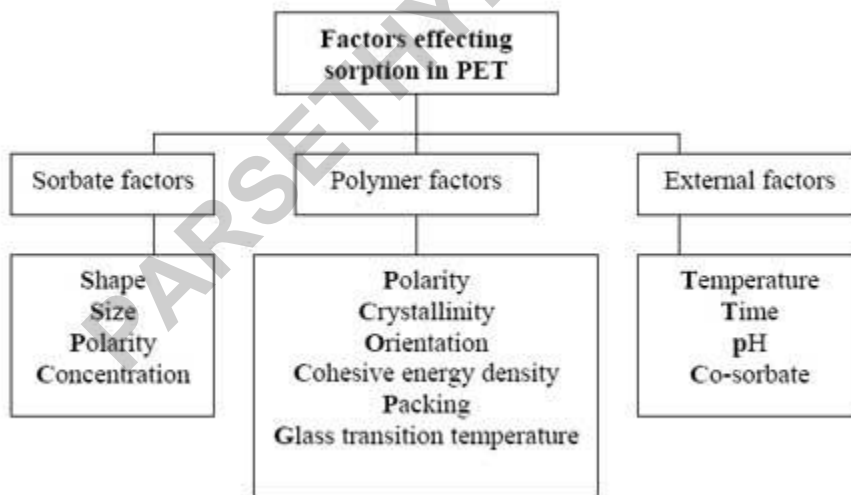 Factors effecting
sorption in PET
Sorbate factors
Polymer factors
External factors
Shape
Size
Polarity
Concentration
Polarity
Crystallinity
Orientation
Cohesive energy density
Packing
Glass transition temperature
Temperature
Time
pH
Co-sorbate